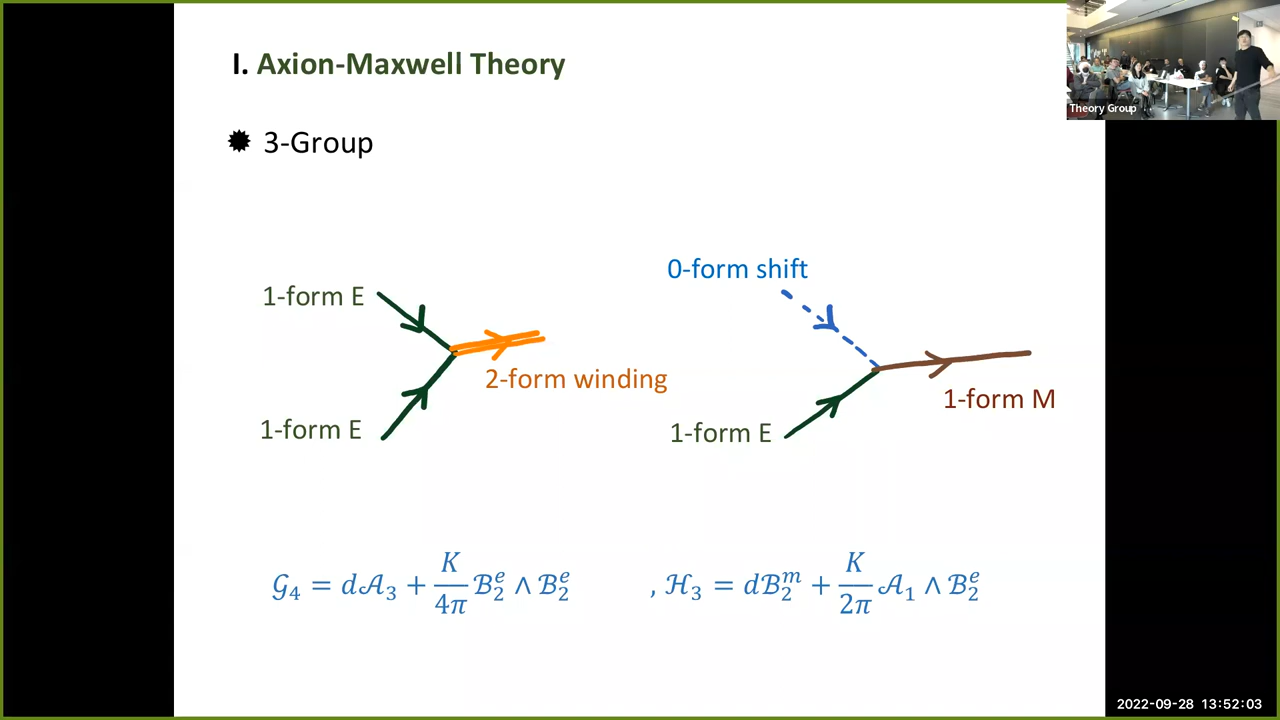 I. Axion-Maxwell Theory
Theory Group
3-Group
0-form shift
1-form E
2-form winding
1-form M
1-form E
1-form E
𝒢₄ = d𝒜₃ + K/4π ℬ₂ᵉ ∧ ℬ₂ᵉ , ℋ₃ = dℬ₂ᵐ + K/2π 𝒜₁ ∧ ℬ₂ᵉ
2022-09-28 13:52:03